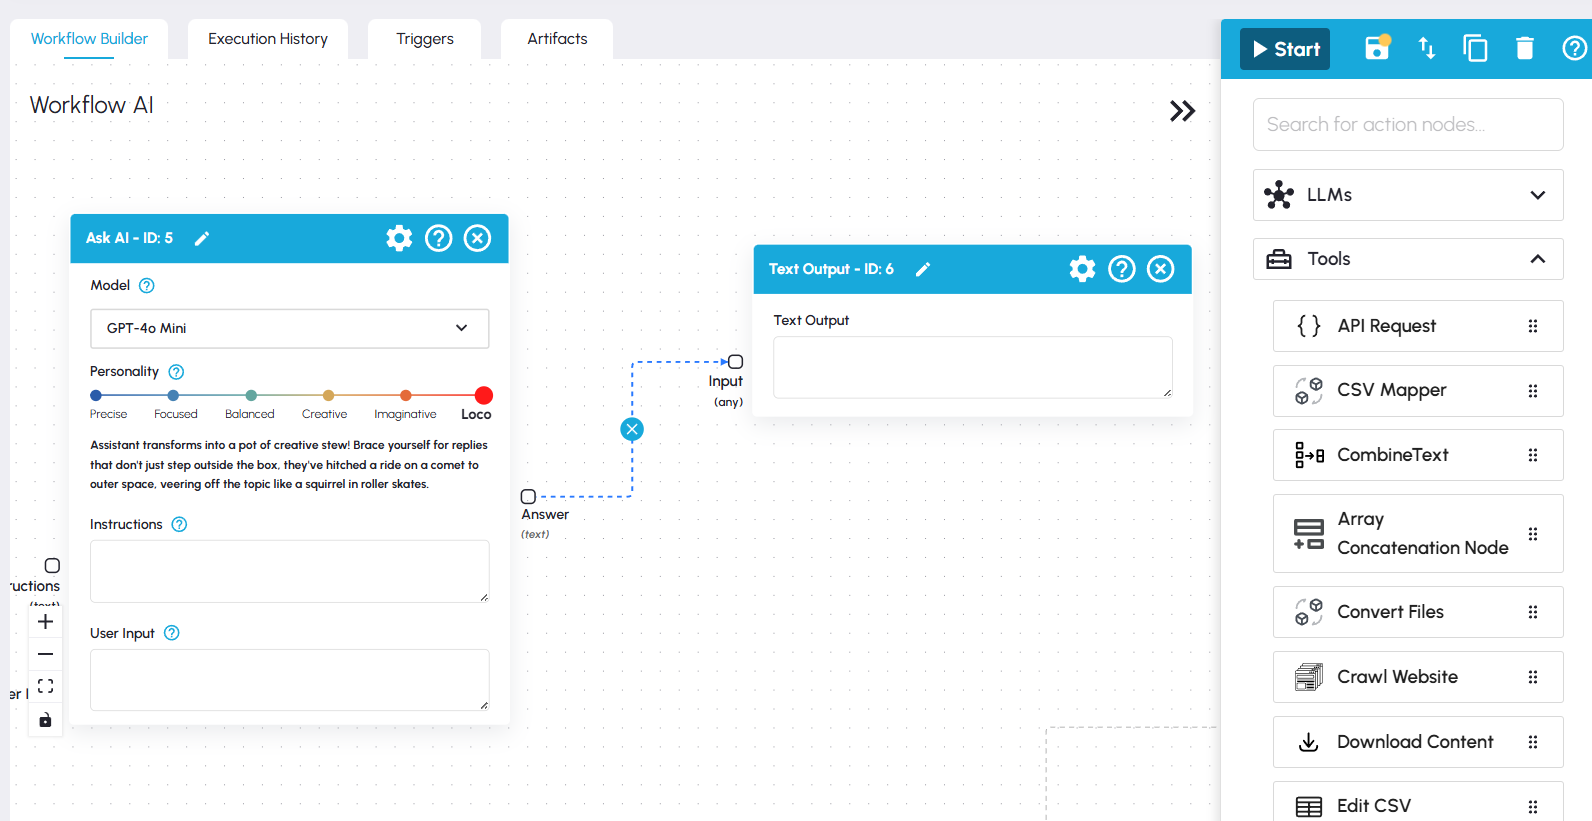 Workflow Builder
Execution History
Triggers
Artifacts
Start
Workflow AI
Search for action nodes...
LLMs
Tools
API Request
CSV Mapper
CombineText
Array
Concatenation Node
Convert Files
Crawl Website
Download Content
Edit CSV
Ask AI - ID: 5
Model
GPT-4o Mini
Personality
Precise
Focused
Balanced
Creative
Imaginative
Loco
Assistant transforms into a pot of creative stew! Brace yourself for replies
that don't just step outside the box, they've hitched a ride on a comet to
outer space, veering off the topic like a squirrel in roller skates.
Instructions
User Input
ructions
(text)
er I
Answer
(text)
Text Output - ID: 6
Text Output
Input
(any)